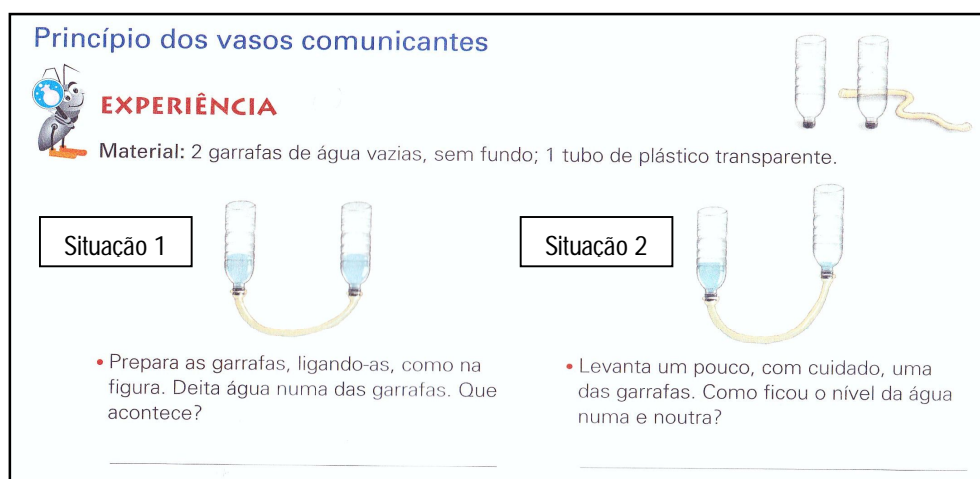 Princípio dos vasos comunicantes
EXPERIÊNCIA
Material: 2 garrafas de água vazias, sem fundo; 1 tubo de plástico transparente.
Situação 1
• Prepara as garrafas, ligando-as, como na
figura. Deita água numa das garrafas. Que
acontece?
Situação 2
• Levanta um pouco, com cuidado, uma
das garrafas. Como ficou o nível da água
numa e noutra?